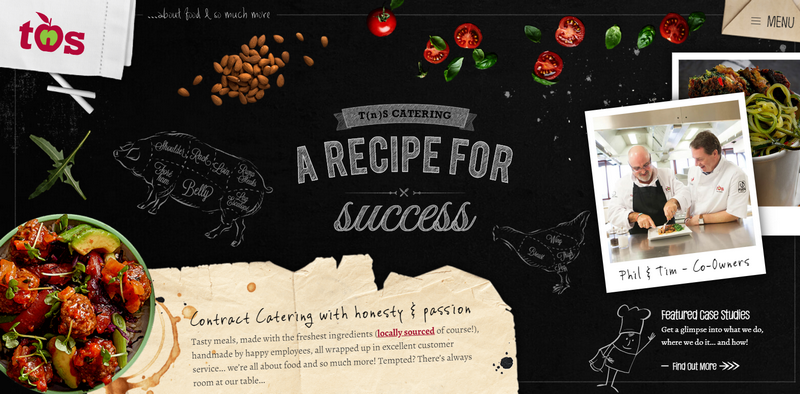 tns
...about food & so much more
MENU
T(n)S CATERING
A RECIPE FOR
success
Shoulder
Rack
Loin
Belly
Phil & Tim - Co-Owners
Contract Catering with honesty & passion
Tasty meals, made with the freshest ingredients (locally sourced of course!),
handmade by happy employees, all wrapped up in excellent customer
service... we're all about food and so much more! Tempted? There's always
room at our table...
Featured Case Studies
Get a glimpse into what we do,
where we do it... and how!
Find Out More